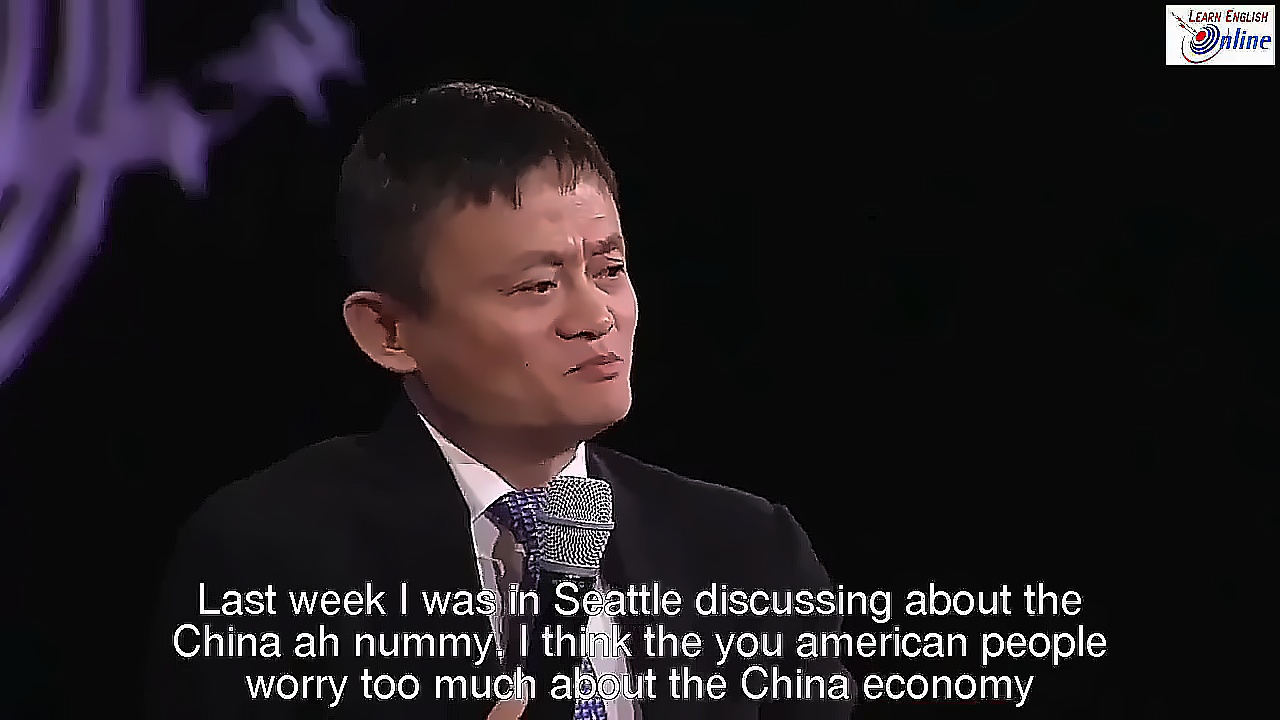 LEARN ENGLISH
Online
Last week I was in Seattle discussing about the
China ah nummy. I think the you american people
worry too much about the China economy